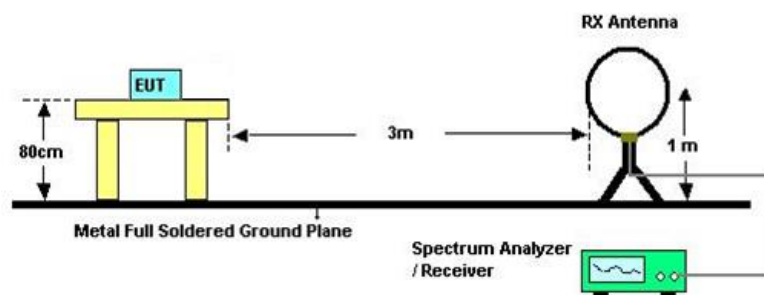 RX Antenna
EUT
3m
80cm
1 m
Metal Full Soldered Ground Plane
Spectrum Analyzer
/ Receiver